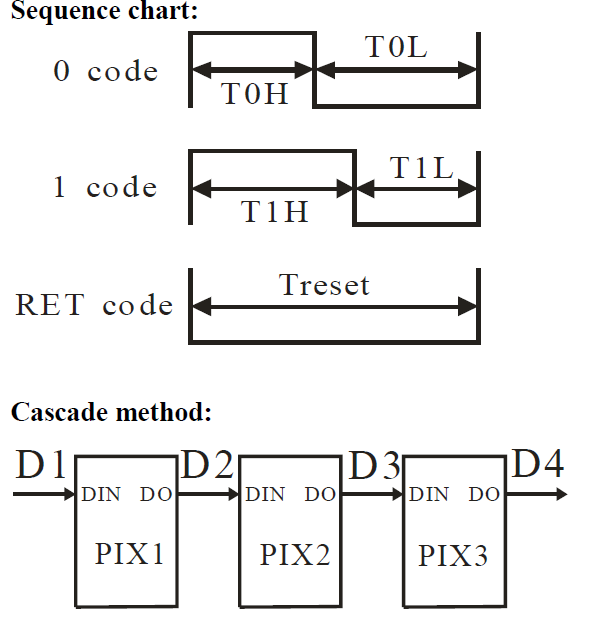 Sequence chart:
0 code T0H T0L
1 code T1H T1L
RET code Treset
Cascade method:
D1 D2 D3 D4
DIN DO DIN DO DIN DO
PIX1 PIX2 PIX3